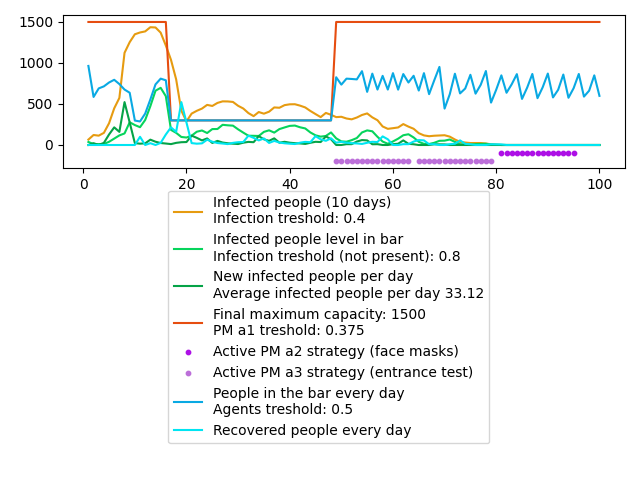 1500
1000
500
0
0
20
40
60
80
100
Infected people (10 days)
Infection treshold: 0.4
Infected people level in bar
Infection treshold (not present): 0.8
New infected people per day
Average infected people per day 33.12
Final maximum capacity: 1500
PM a1 treshold: 0.375
Active PM a2 strategy (face masks)
Active PM a3 strategy (entrance test)
People in the bar every day
Agents treshold: 0.5
Recovered people every day